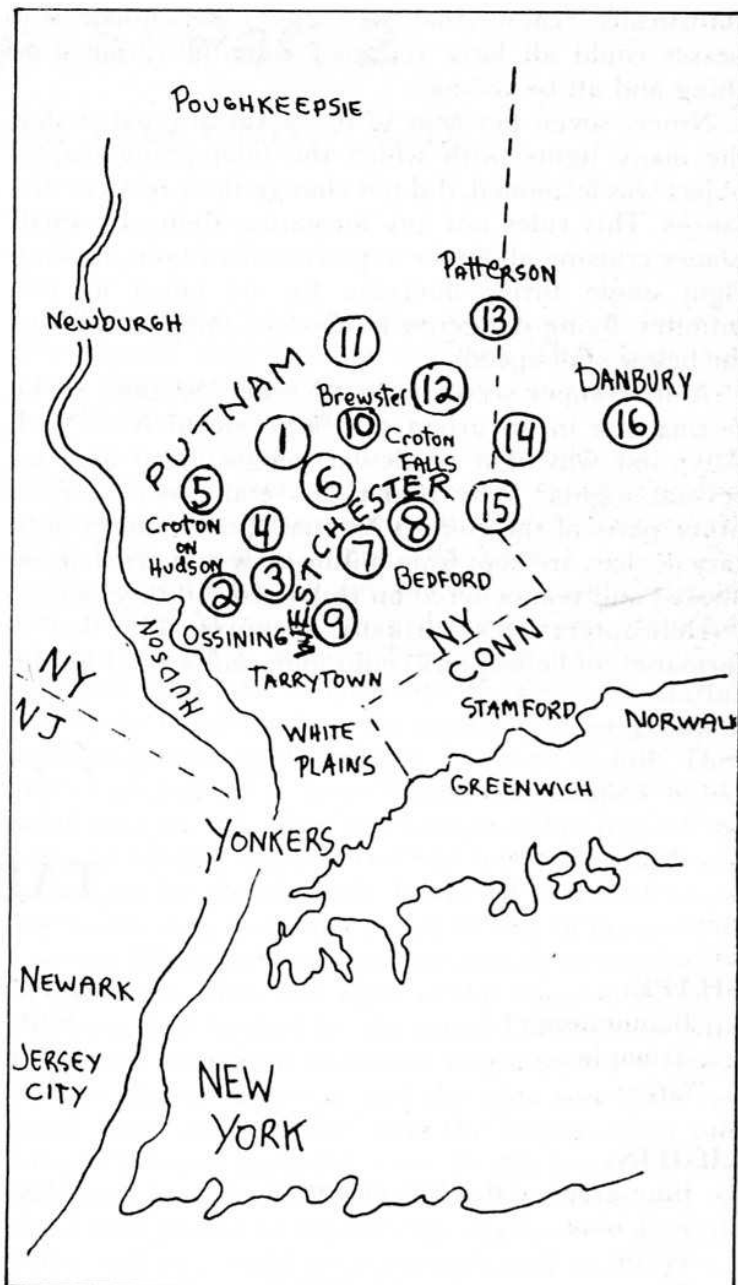 POUGHKEEPSIE
Patterson
Newburgh
13
11
PUTNAM
Brewster
12
DANBURY
10
16
1
Croton
FALLS
14
6
5
WESTCHESTER
15
8
Croton
on
Hudson
4
7
BEDFORD
3
2
9
OSSINING
NY
CONN
HUDSON
TARRYTOWN
NY
NJ
STAMFORD
NORWALK
WHITE
PLAINS
GREENWICH
YONKERS
NEWARK
JERSEY
CITY
NEW
YORK